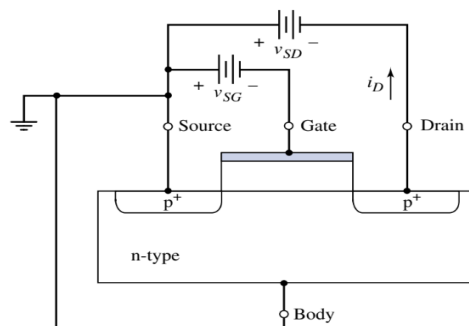 + v_SD −
+ v_SG −
i_D
Source
Gate
Drain
p+
p+
n-type
Body